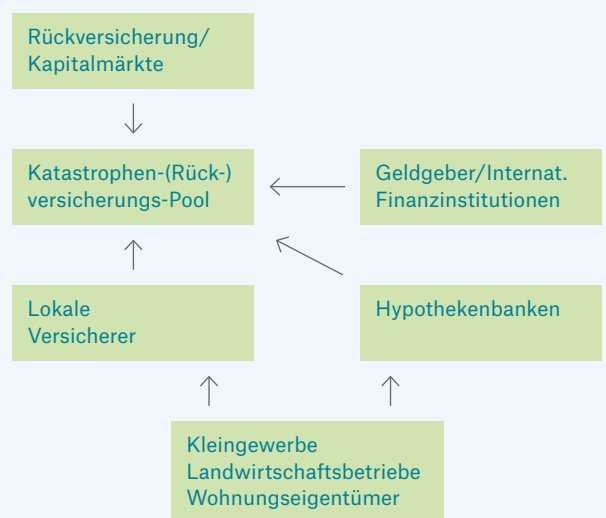 Rückversicherung/
Kapitalmärkte
Katastrophen-(Rück-)
versicherungs-Pool
Geldgeber/Internat.
Finanzinstitutionen
Lokale
Versicherer
Hypothekenbanken
Kleingewerbe
Landwirtschaftsbetriebe
Wohnungseigentümer